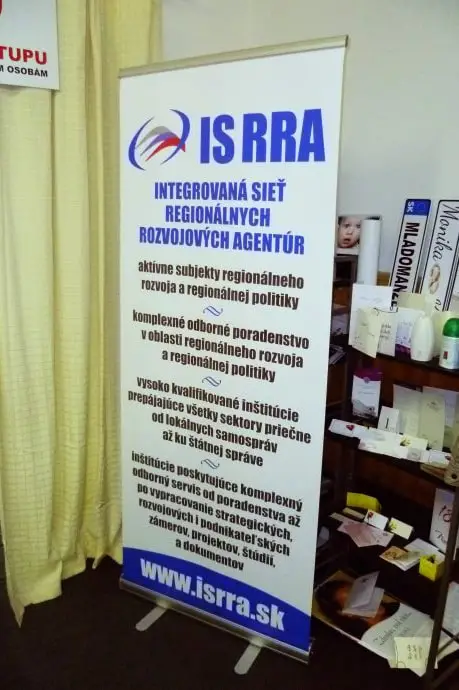 TUPU
M OSOBÁM
IS RRA
INTEGROVANÁ SIEŤ
REGIONÁLNYCH
ROZVOJOVÝCH AGENTÚR
aktívne subjekty regionálneho
rozvoja a regionálnej politiky
komplexné odborné poradenstvo
v oblasti regionálneho rozvoja
a regionálnej politiky
vysoko kvalifikované inštitúcie
prepájajúce všetky sektory priečne
od lokálnych samospráv
až ku štátnej správe
inštitúcie poskytujúce komplexný
odborný servis od poradenstva až
po vypracovanie strategických,
rozvojových i podnikateľských
zámerov, projektov, štúdií,
a dokumentov
www.isrra.sk
SK
MLADOMANŽE
Monika